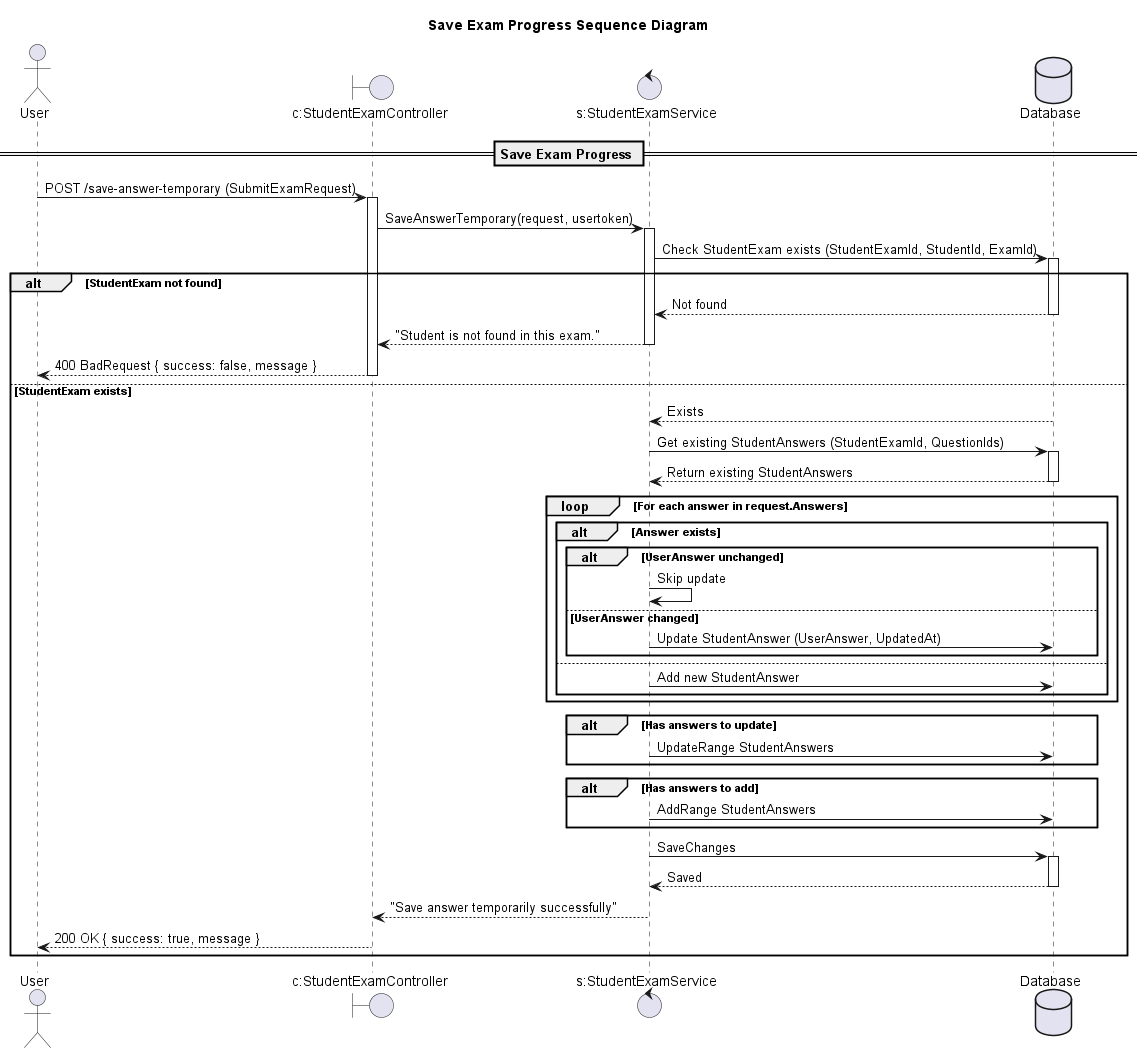 Save Exam Progress Sequence Diagram
User
c:StudentExamController
s:StudentExamService
Database
Save Exam Progress
POST /save-answer-temporary (SubmitExamRequest)
SaveAnswerTemporary(request, usertoken)
Check StudentExam exists (StudentExamId, StudentId, ExamId)
alt [StudentExam not found]
Not found
"Student is not found in this exam."
400 BadRequest { success: false, message }
[StudentExam exists]
Exists
Get existing StudentAnswers (StudentExamId, QuestionIds)
Return existing StudentAnswers
loop [For each answer in request.Answers]
alt [Answer exists]
alt [UserAnswer unchanged]
Skip update
[UserAnswer changed]
Update StudentAnswer (UserAnswer, UpdatedAt)
Add new StudentAnswer
alt [Has answers to update]
UpdateRange StudentAnswers
alt [Has answers to add]
AddRange StudentAnswers
SaveChanges
Saved
"Save answer temporarily successfully"
200 OK { success: true, message }
User
c:StudentExamController
s:StudentExamService
Database